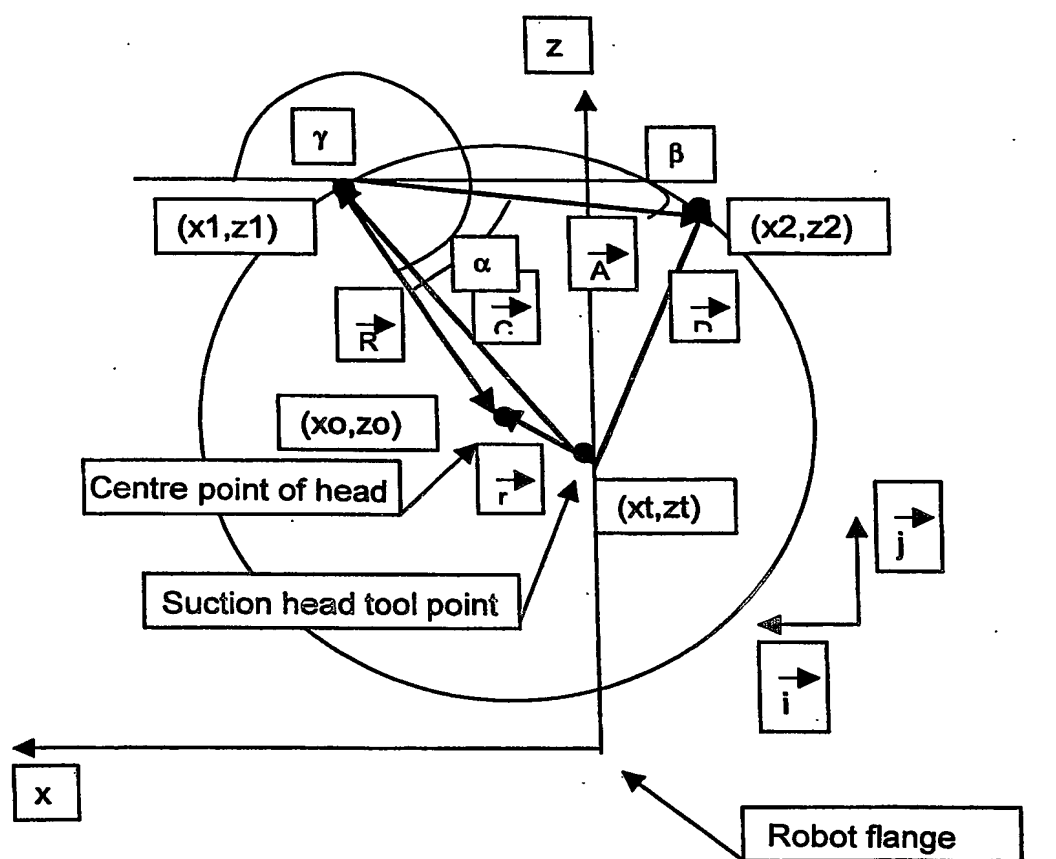 z
γ
β
(x1,z1)
(x2,z2)
α
A
R
(xo,zo)
Centre point of head
r
(xt,zt)
j
Suction head tool point
i
x
Robot flange